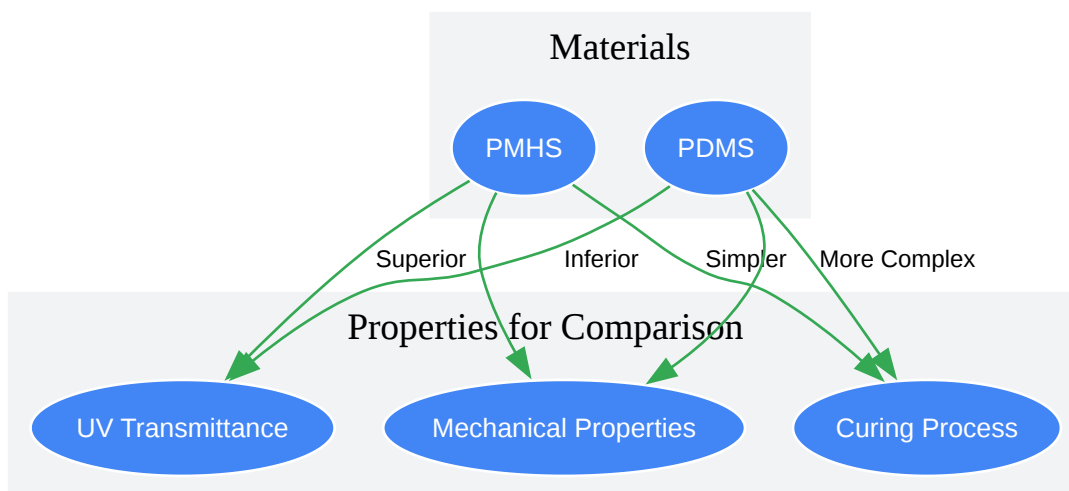 Materials
PMHS
PDMS
Superior
Inferior
Simpler
More Complex
Properties for Comparison
UV Transmittance
Mechanical Properties
Curing Process